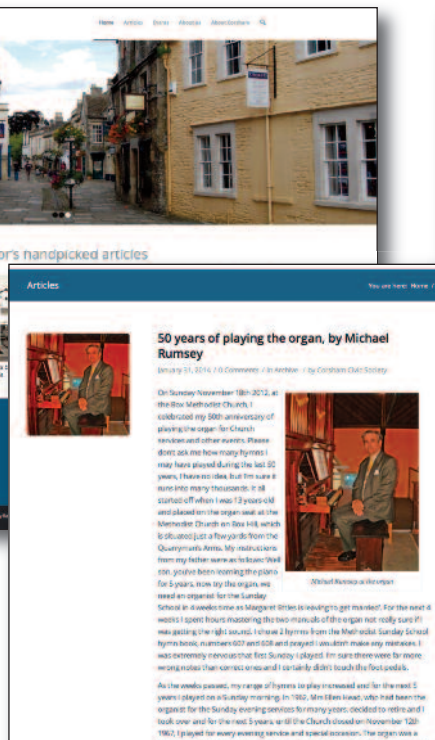 Home Articles Extras About us About Corsham
or's handpicked articles
Articles
You are here: Home /
50 years of playing the organ, by Michael
Rumsey
January 31, 2014 / 0 Comments / in Archive / by Corsham Civic Society
On Sunday November 18th 2012, at
the Box Methodist Church, I
celebrated my 50th anniversary of
playing the organ for Church
services and other events. Please
don't ask me how many hymns I
may have played during the last 50
years, I have no idea, but I'm sure it
runs into many thousands. It all
started off when I was 13 years old
and placed on the organ seat at the
Methodist Church on Box Hill, which
is situated just a few yards from the
Quarryman's Arms. My instructions
from my father were as follows: Well
son, you've been learning the piano
for 5 years, now try the organ, we
need an organist for the Sunday
Michael Rumsey at the organ
School in 4 weeks time as Margaret Ettles is leaving to get married'. For the next 4
weeks I spent hours mastering the two manuals of the organ not really sure if I
was getting the right sound. I chose 2 hymns from the Methodist Sunday School
hymn book, numbers 602 and 608 and prayed I wouldn't make any mistakes. I
was extremely nervous that first Sunday I played. I'm sure there were far more
wrong notes than correct ones and I certainly didn't touch the foot pedals.
As the weeks passed, my range of hymns to play increased and for the next 5
years I played on a Sunday morning. In 1962, Mrs Ellen Head, who had been the
organist for the Sunday evening services for many years, decided to retire and I
took over and for the next 5 years, until the Church closed on November 12th
1967, I played for every evening service and special occasion. The organ was a